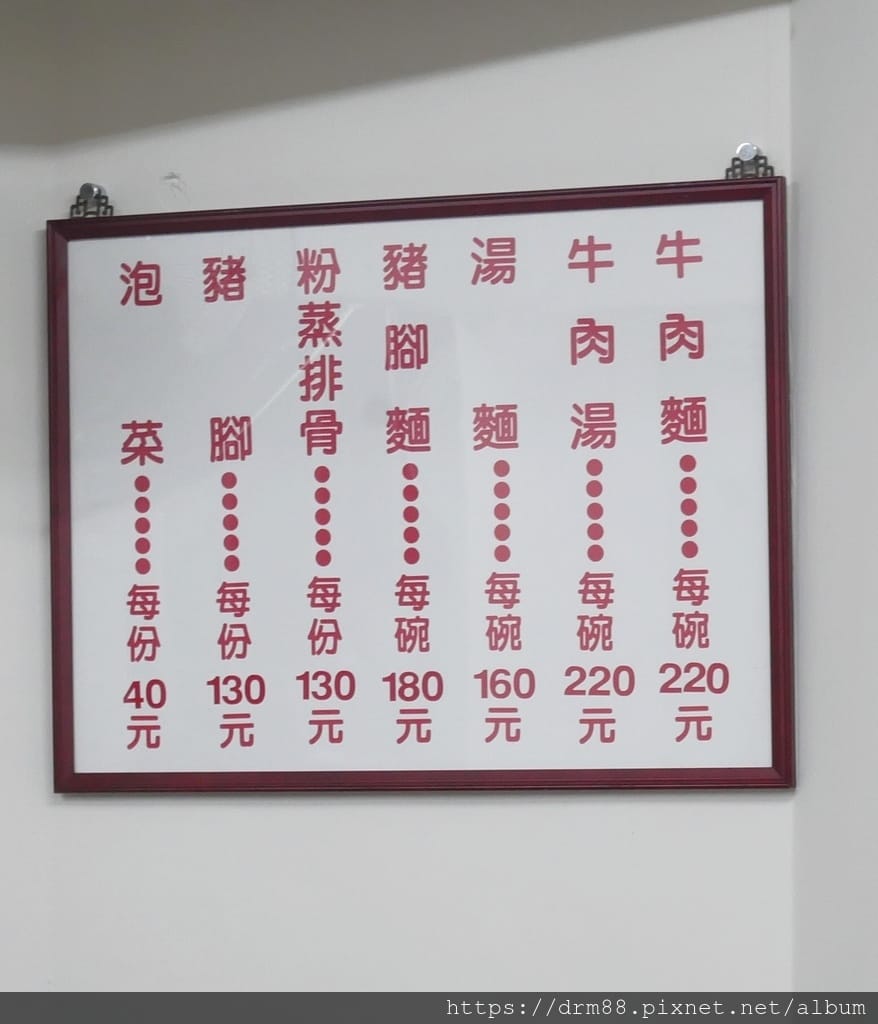 牛肉麵•••••每碗220元
牛肉湯•••••每碗220元
湯麵•••••每碗160元
豬腳麵•••••每碗180元
粉蒸排骨•••••每份130元
豬腳•••••每份130元
泡菜•••••每份40元
https://drm88.pixnet.net/album